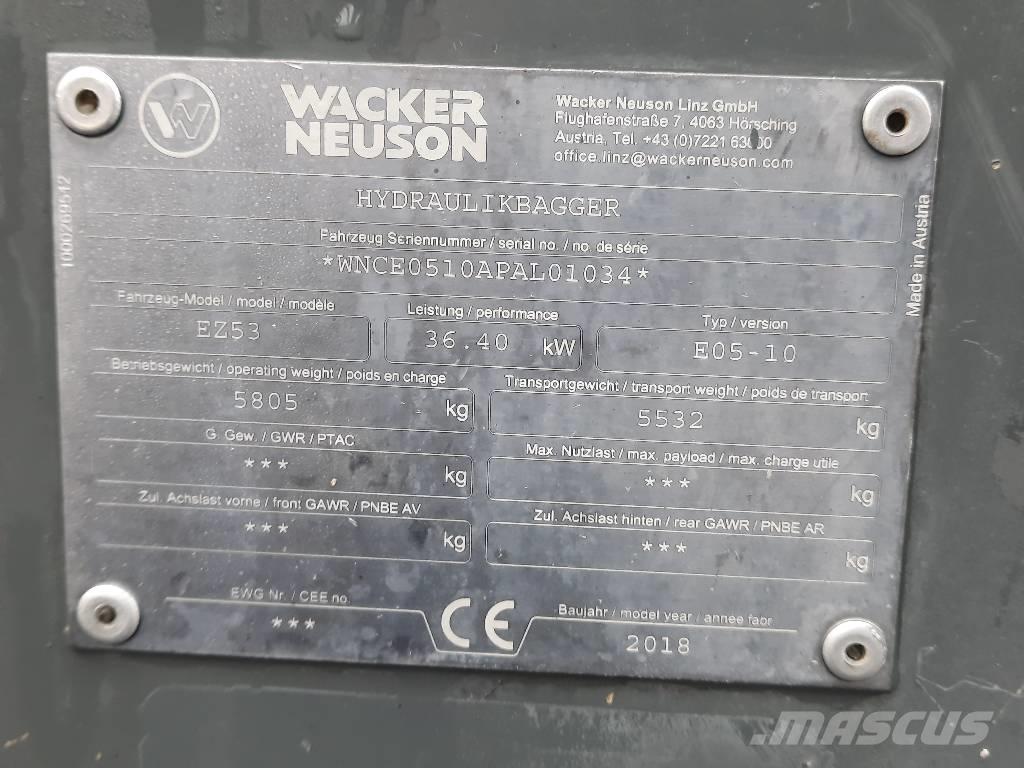 WACKER
NEUSON
Wacker Neuson Linz GmbH
Flughafenstraße 7, 4063 Hörsching
Austria, Tel. +43 (0)7221 63000
office.linz@wackerneuson.com
1000269512
Made in Austria
HYDRAULIKBAGGER
Fahrzeug Seriennummer / serial no. / no. de série
*WNCE0510APAL01034*
Fahrzeug-Model / model / modèle
EZ53
Leistung / performance
36.40 kW
Typ / version
E05-10
Betriebsgewicht / operating weight / poids en charge
5805 kg
Transportgewicht / transport weight / poids de transport
5532 kg
G. Gew. / GWR / PTAC
*** kg
Max. Nutzlast / max. payload / max. charge utile
*** kg
Zul. Achslast vorne / front GAWR / PNBE AV
*** kg
Zul. Achslast hinten / rear GAWR / PNBE AR
*** kg
EWG Nr. / CEE no.
***
CE
Baujahr / model year / année fabr
2018
MASCUS